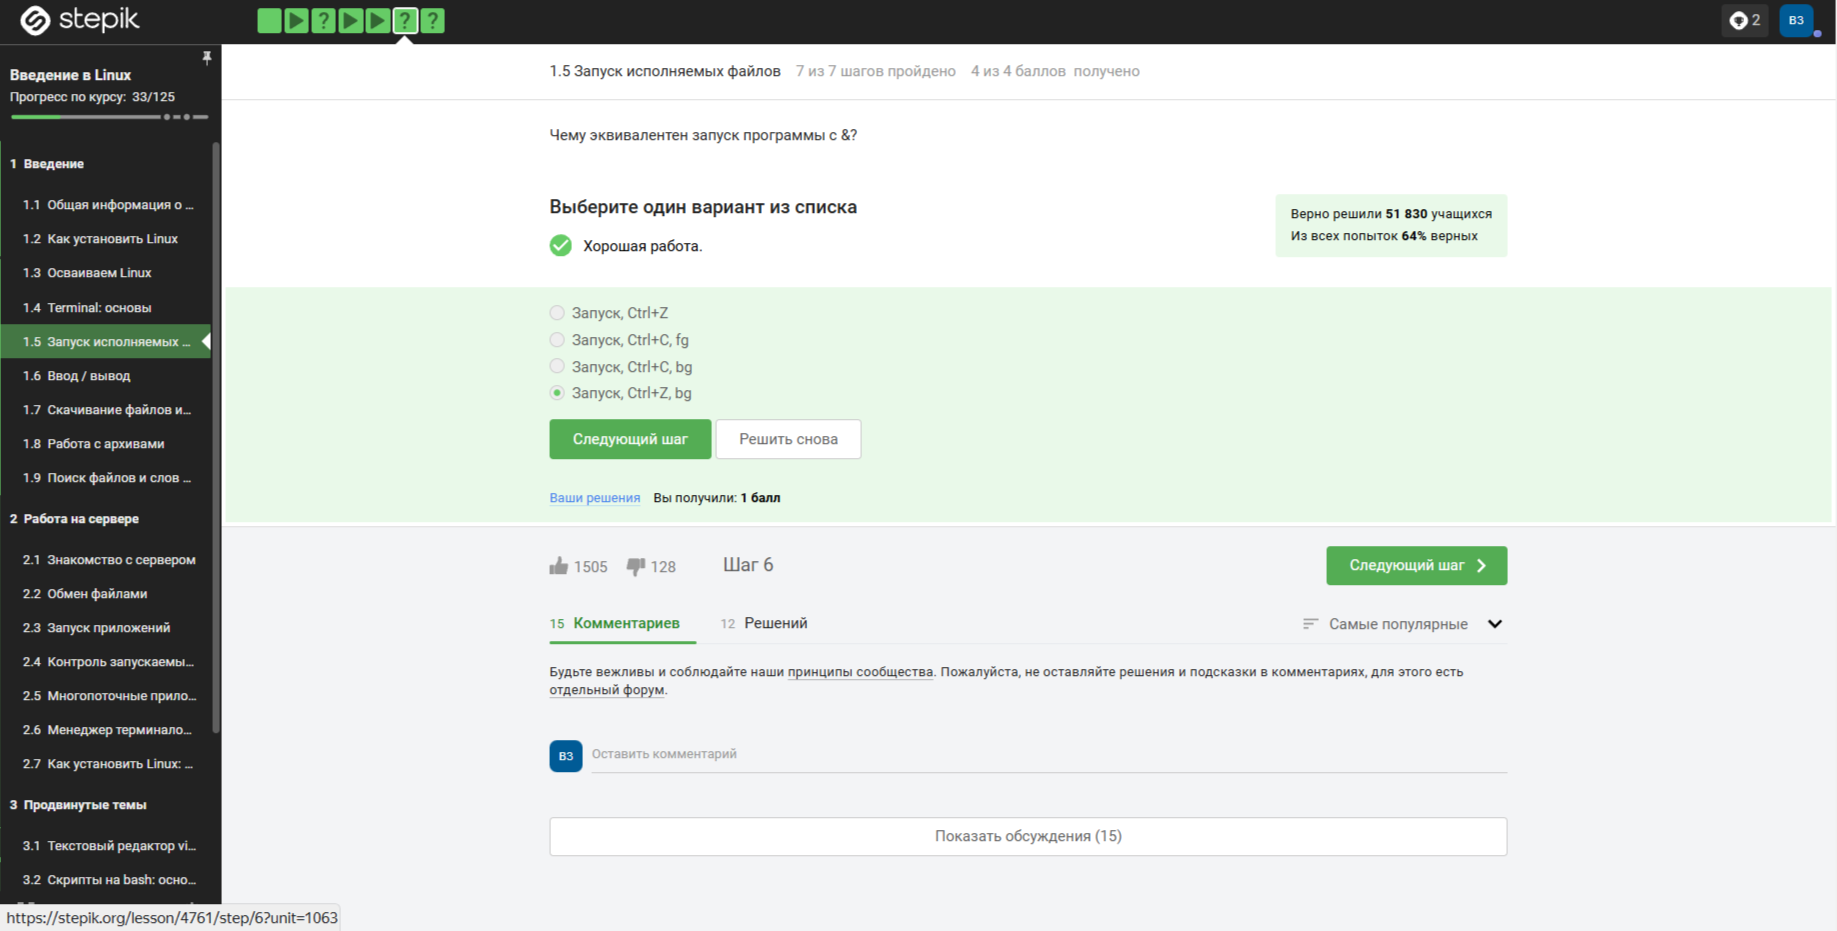 stepik
2
ВЗ
Введение в Linux
Прогресс по курсу: 33/125
1 Введение
1.1 Общая информация о ...
1.2 Как установить Linux
1.3 Осваиваем Linux
1.4 Terminal: основы
1.5 Запуск исполняемых ...
1.6 Ввод / вывод
1.7 Скачивание файлов и...
1.8 Работа с архивами
1.9 Поиск файлов и слов ...
2 Работа на сервере
2.1 Знакомство с сервером
2.2 Обмен файлами
2.3 Запуск приложений
2.4 Контроль запускаемы...
2.5 Многопоточные прило...
2.6 Менеджер терминало...
2.7 Как установить Linux: ...
3 Продвинутые темы
3.1 Текстовый редактор vi...
3.2 Скрипты на bash: осно...
https://stepik.org/lesson/4761/step/6?unit=1063
1.5 Запуск исполняемых файлов 7 из 7 шагов пройдено 4 из 4 баллов получено
Чему эквивалентен запуск программы с &?
Выберите один вариант из списка
Хорошая работа.
Верно решили 51 830 учащихся
Из всех попыток 64% верных
Запуск, Ctrl+Z
Запуск, Ctrl+C, fg
Запуск, Ctrl+C, bg
Запуск, Ctrl+Z, bg
Следующий шаг Решить снова
Ваши решения Вы получили: 1 балл
1505 128 Шаг 6
Следующий шаг
15 Комментариев 12 Решений
Самые популярные
Будьте вежливы и соблюдайте наши принципы сообщества. Пожалуйста, не оставляйте решения и подсказки в комментариях, для этого есть
отдельный форум.
ВЗ Оставить комментарий
Показать обсуждения (15)